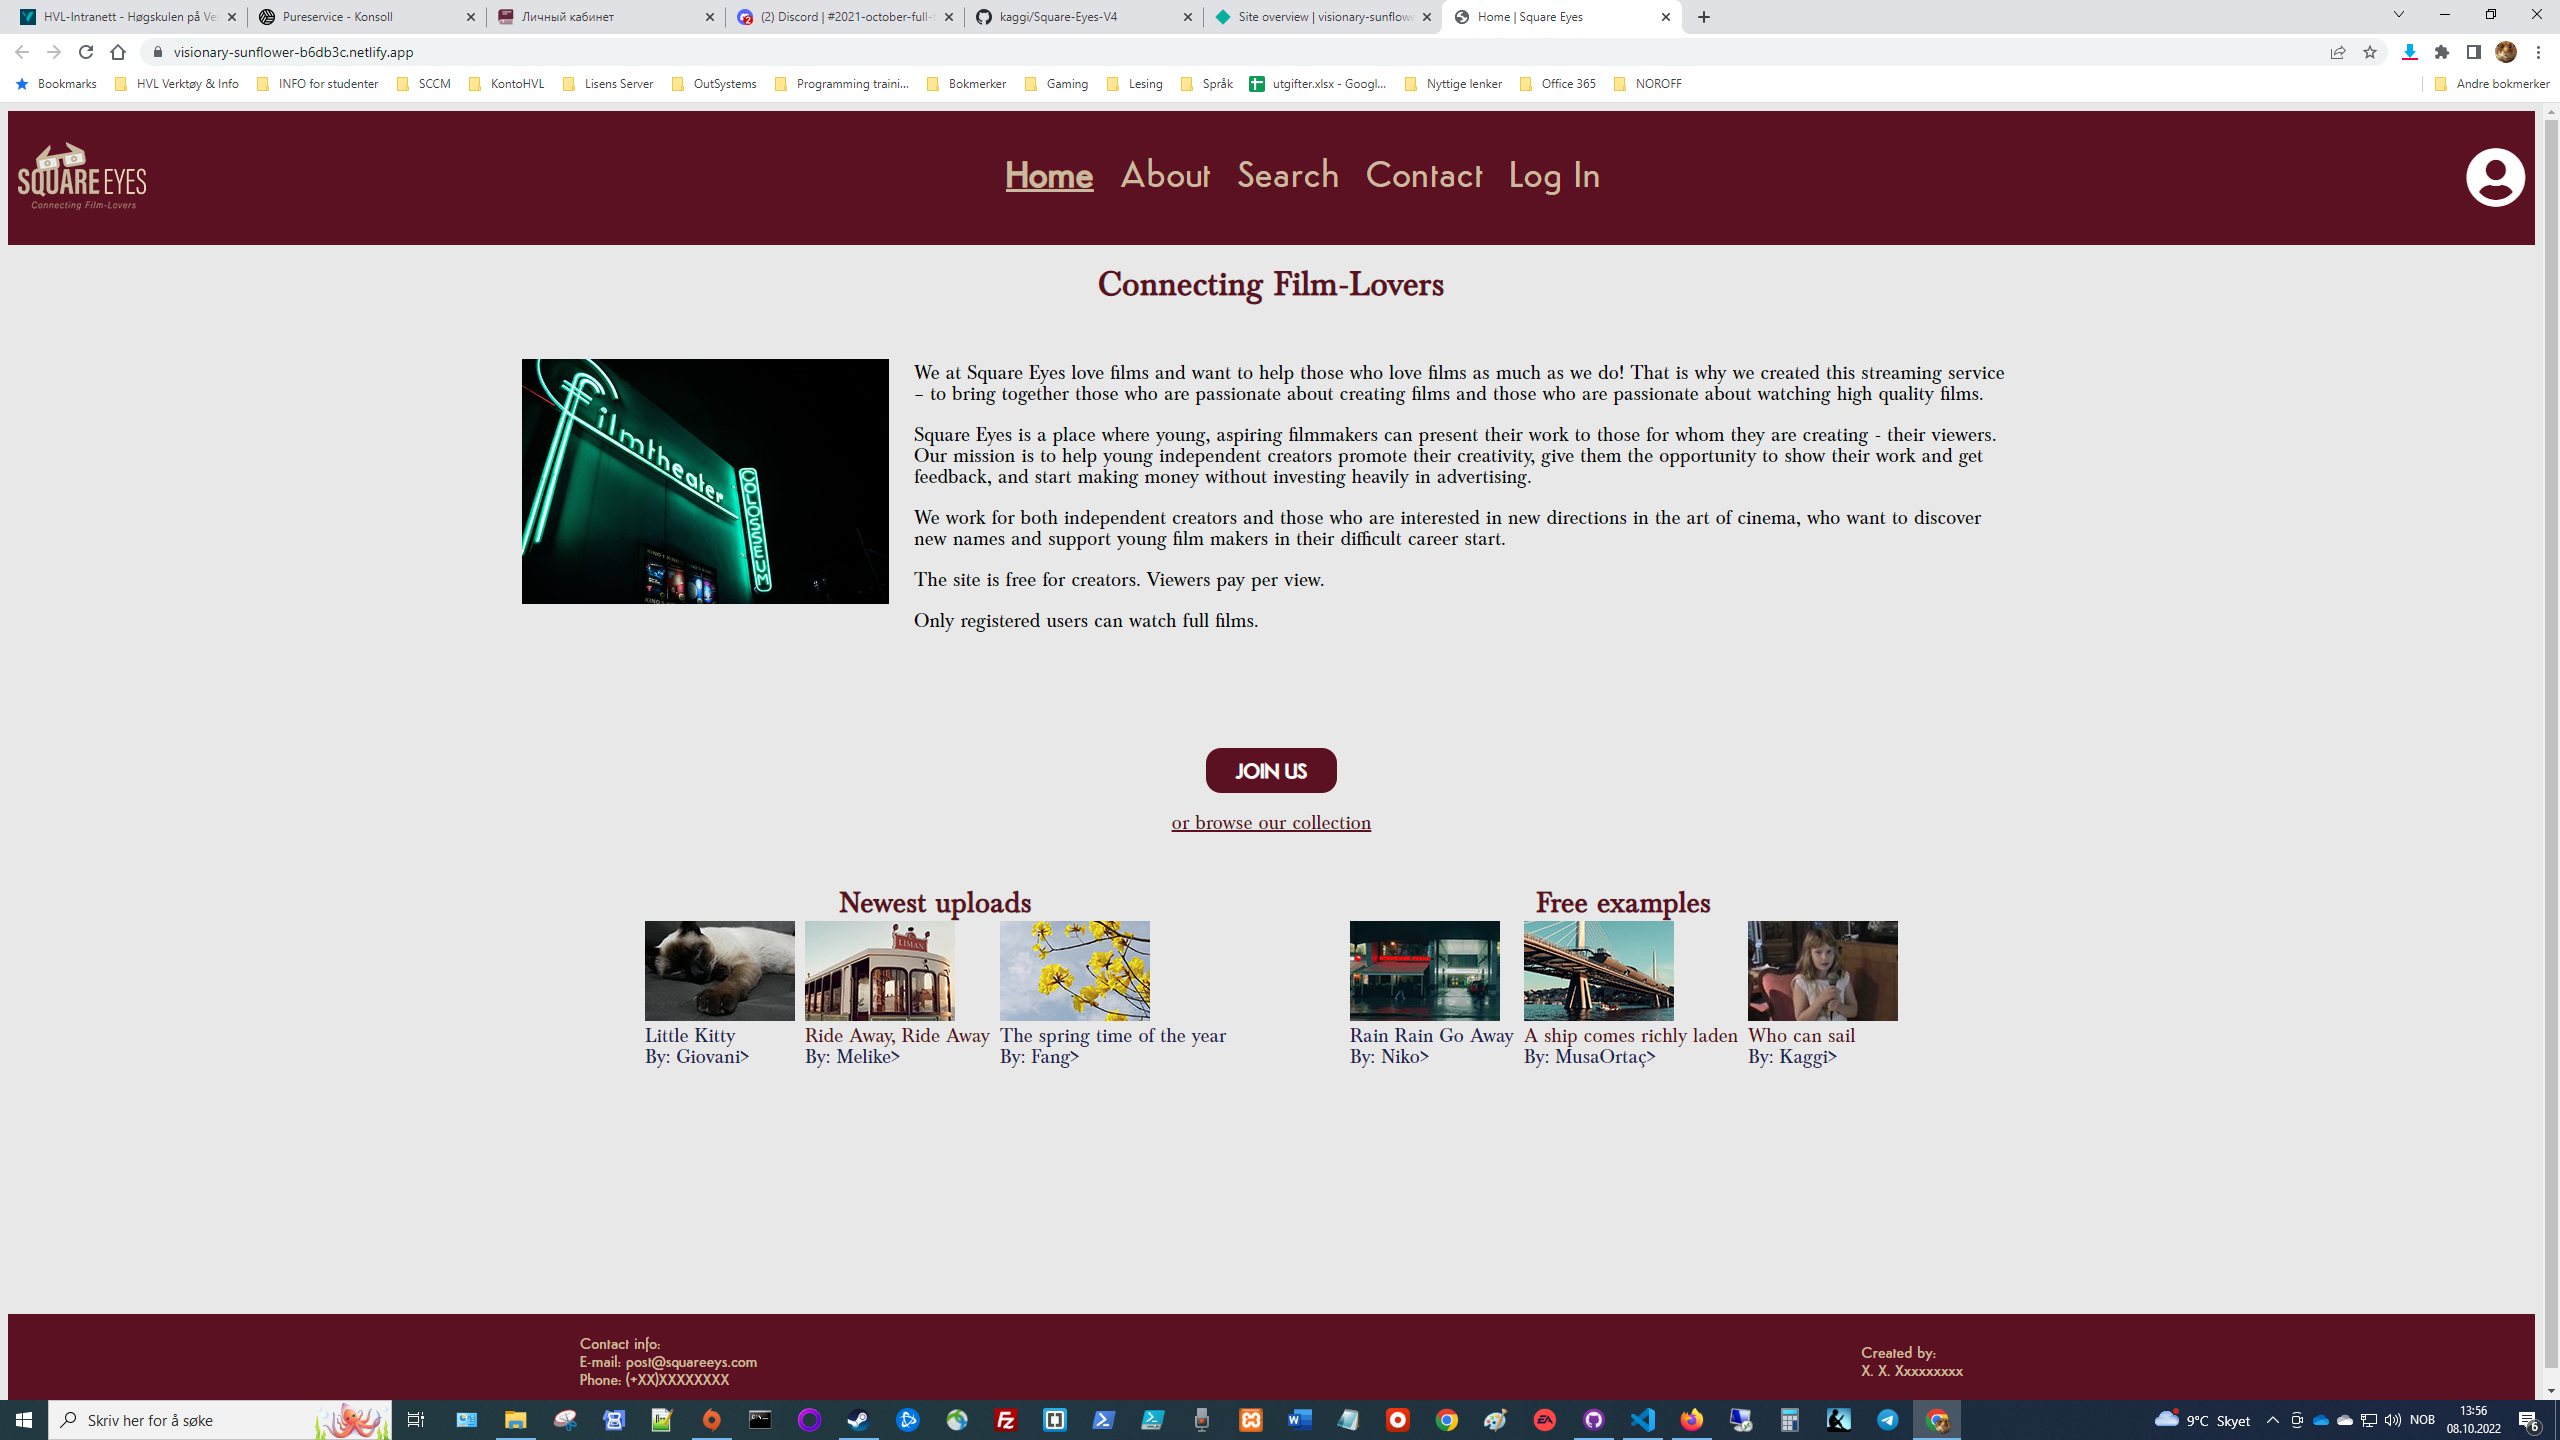 HVL-Intranett - Høgskulen på Ve
Pureservice - Konsoll
Личный кабинет
(2) Discord | #2021-october-full-t
kaggi/Square-Eyes-V4
Site overview | visionary-sunflowe
Home | Square Eyes
visionary-sunflower-b6db3c.netlify.app
Bookmarks
HVL Verktøy & Info
INFO for studenter
SCCM
KontoHVL
Lisens Server
OutSystems
Programming traini...
Bokmerker
Gaming
Lesing
Språk
utgifter.xlsx - Googl...
Nyttige lenker
Office 365
NOROFF
Andre bokmerker
SQUARE EYES
Connecting Film-Lovers
Home About Search Contact Log In
Connecting Film-Lovers
filmtheater
COLOSSEUM
We at Square Eyes love films and want to help those who love films as much as we do! That is why we created this streaming service
– to bring together those who are passionate about creating films and those who are passionate about watching high quality films.
Square Eyes is a place where young, aspiring filmmakers can present their work to those for whom they are creating - their viewers.
Our mission is to help young independent creators promote their creativity, give them the opportunity to show their work and get
feedback, and start making money without investing heavily in advertising.
We work for both independent creators and those who are interested in new directions in the art of cinema, who want to discover
new names and support young film makers in their difficult career start.
The site is free for creators. Viewers pay per view.
Only registered users can watch full films.
JOIN US
or browse our collection
Newest uploads
LIMAN
Little Kitty
By: Giovani>
Ride Away, Ride Away
By: Melike>
The spring time of the year
By: Fang>
Free examples
Rain Rain Go Away
By: Niko>
A ship comes richly laden
By: MusaOrtaç>
Who can sail
By: Kaggi>
Contact info:
E-mail: post@squareeys.com
Phone: (+XX)XXXXXXXX
Created by:
X. X. Xxxxxxxxx
Skriv her for å søke
9°C Skyet
NOB
13:56
08.10.2022
6